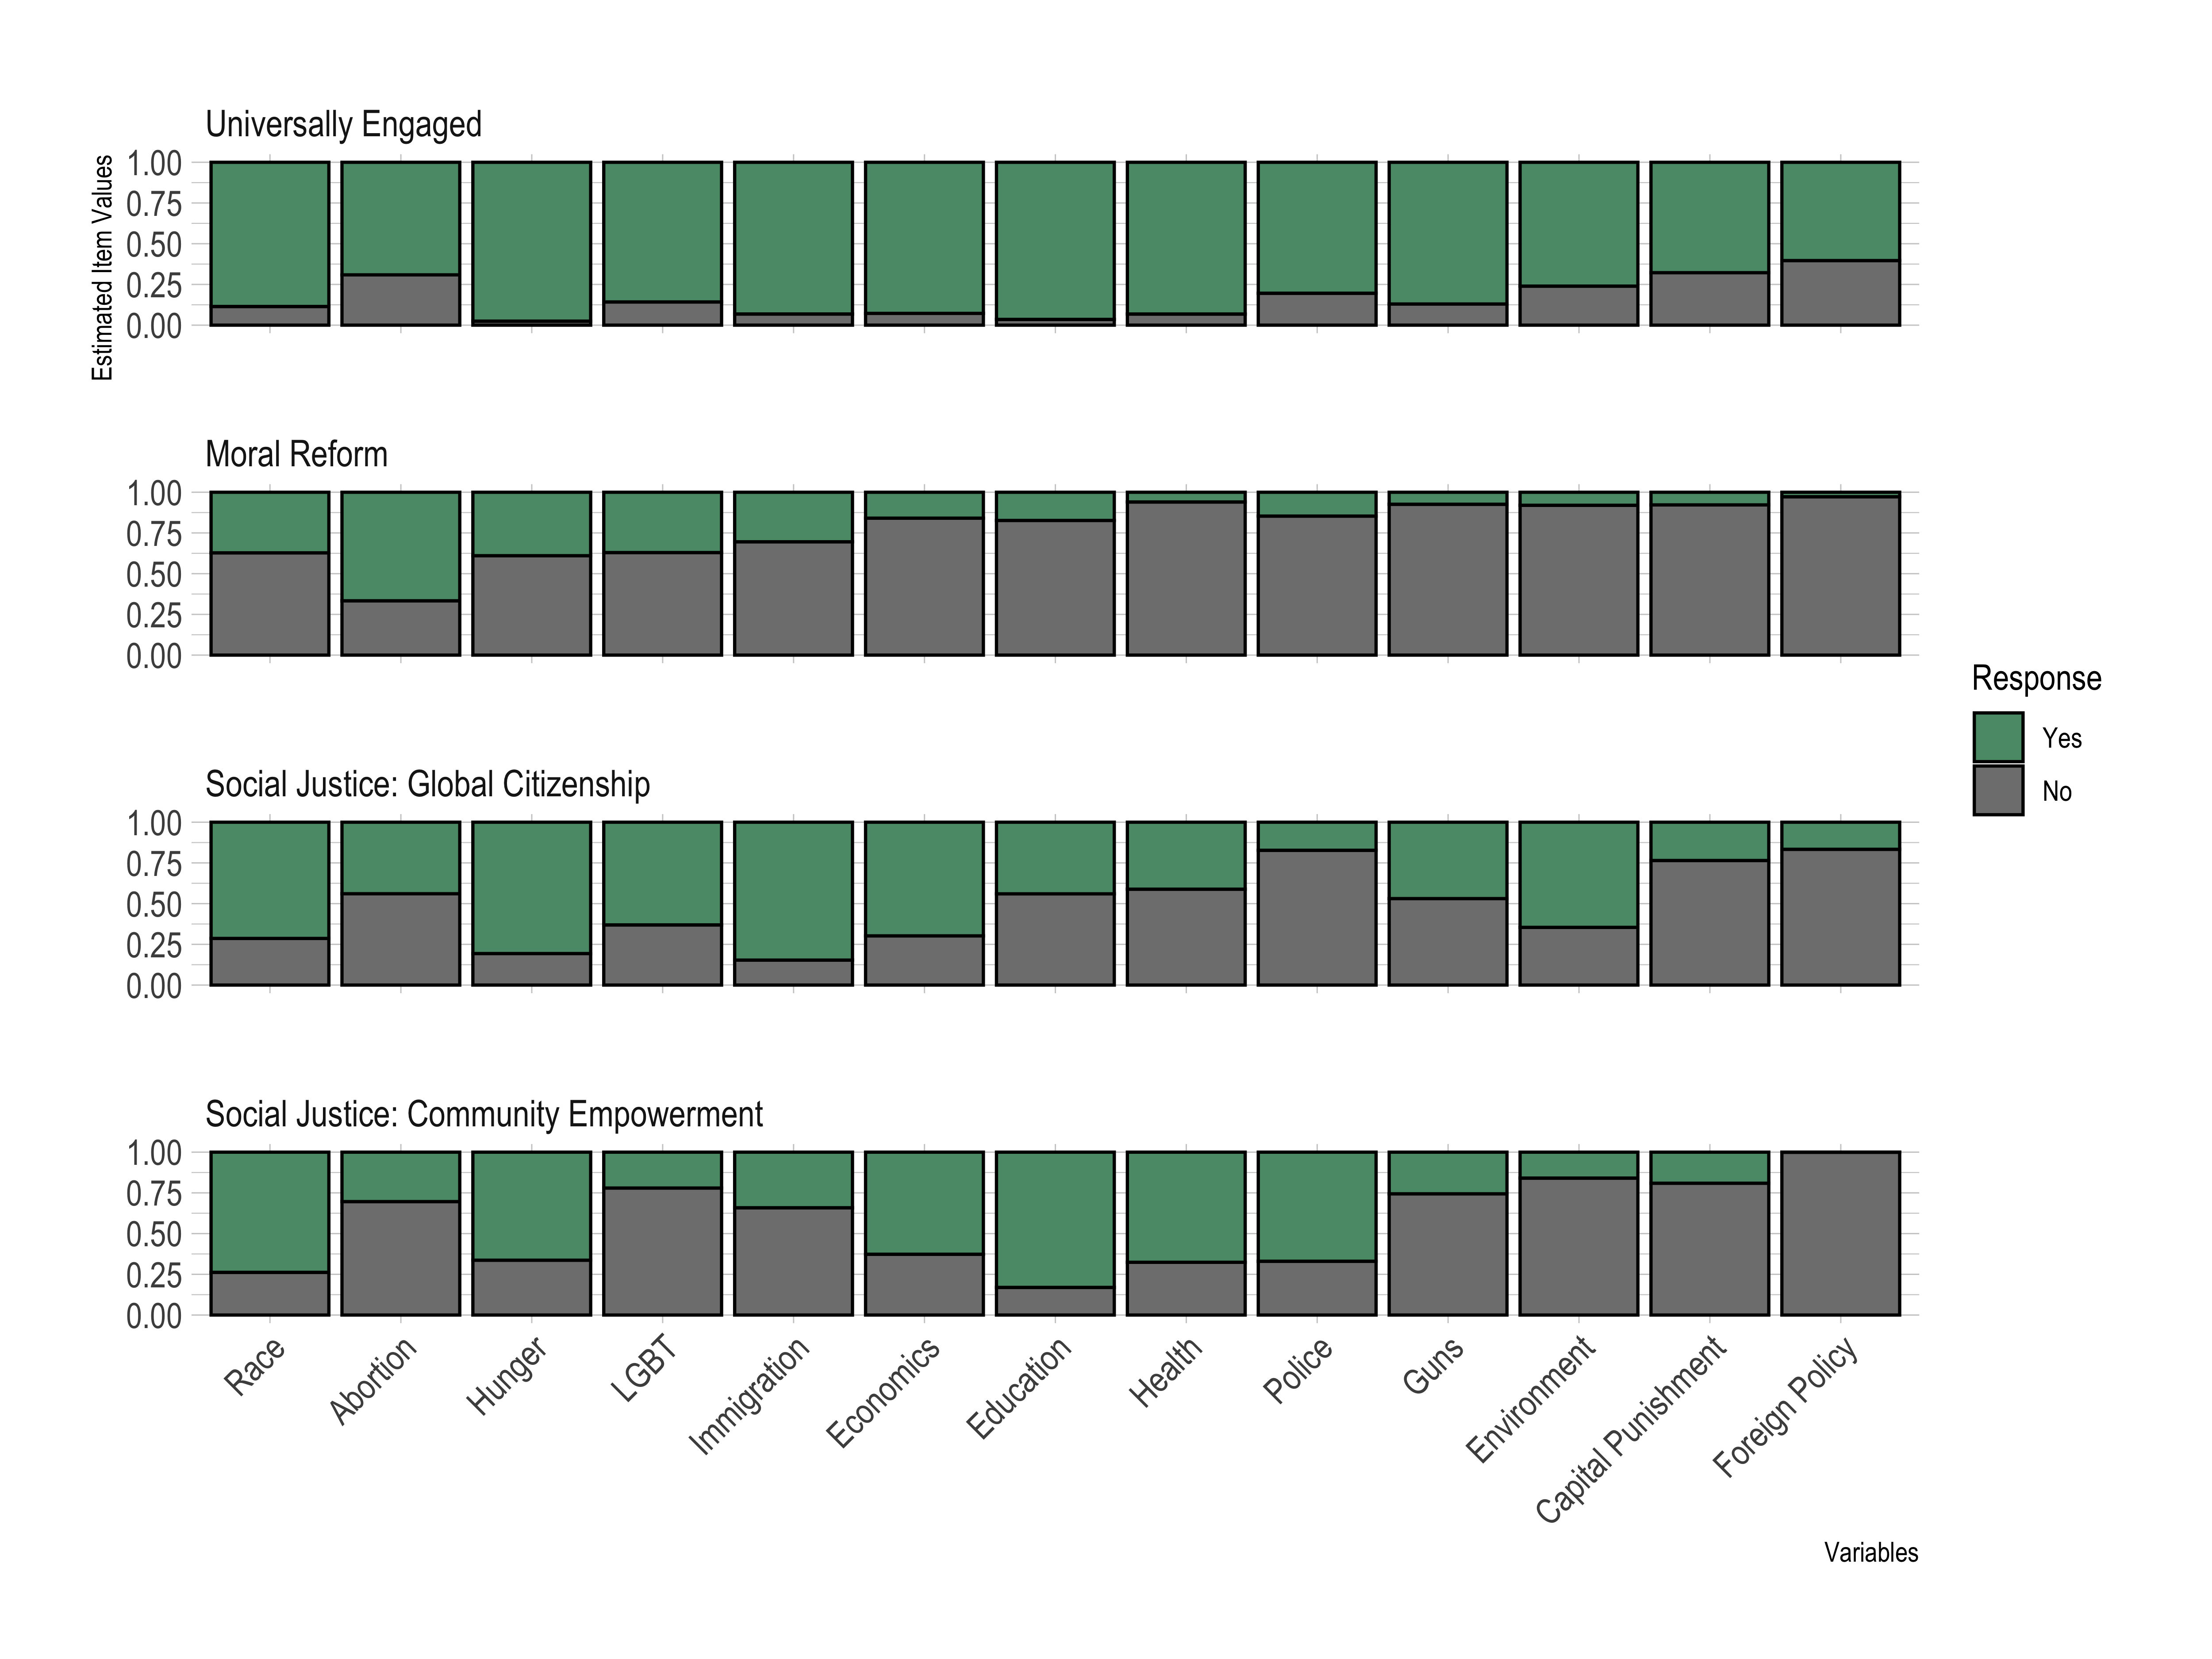 Universally Engaged
Estimated Item Values
1.00
0.75
0.50
0.25
0.00
Moral Reform
1.00
0.75
0.50
0.25
0.00
Social Justice: Global Citizenship
1.00
0.75
0.50
0.25
0.00
Social Justice: Community Empowerment
1.00
0.75
0.50
0.25
0.00
Race
Abortion
Hunger
LGBT
Immigration
Economics
Education
Health
Police
Guns
Environment
Capital Punishment
Foreign Policy
Variables
Response
Yes
No